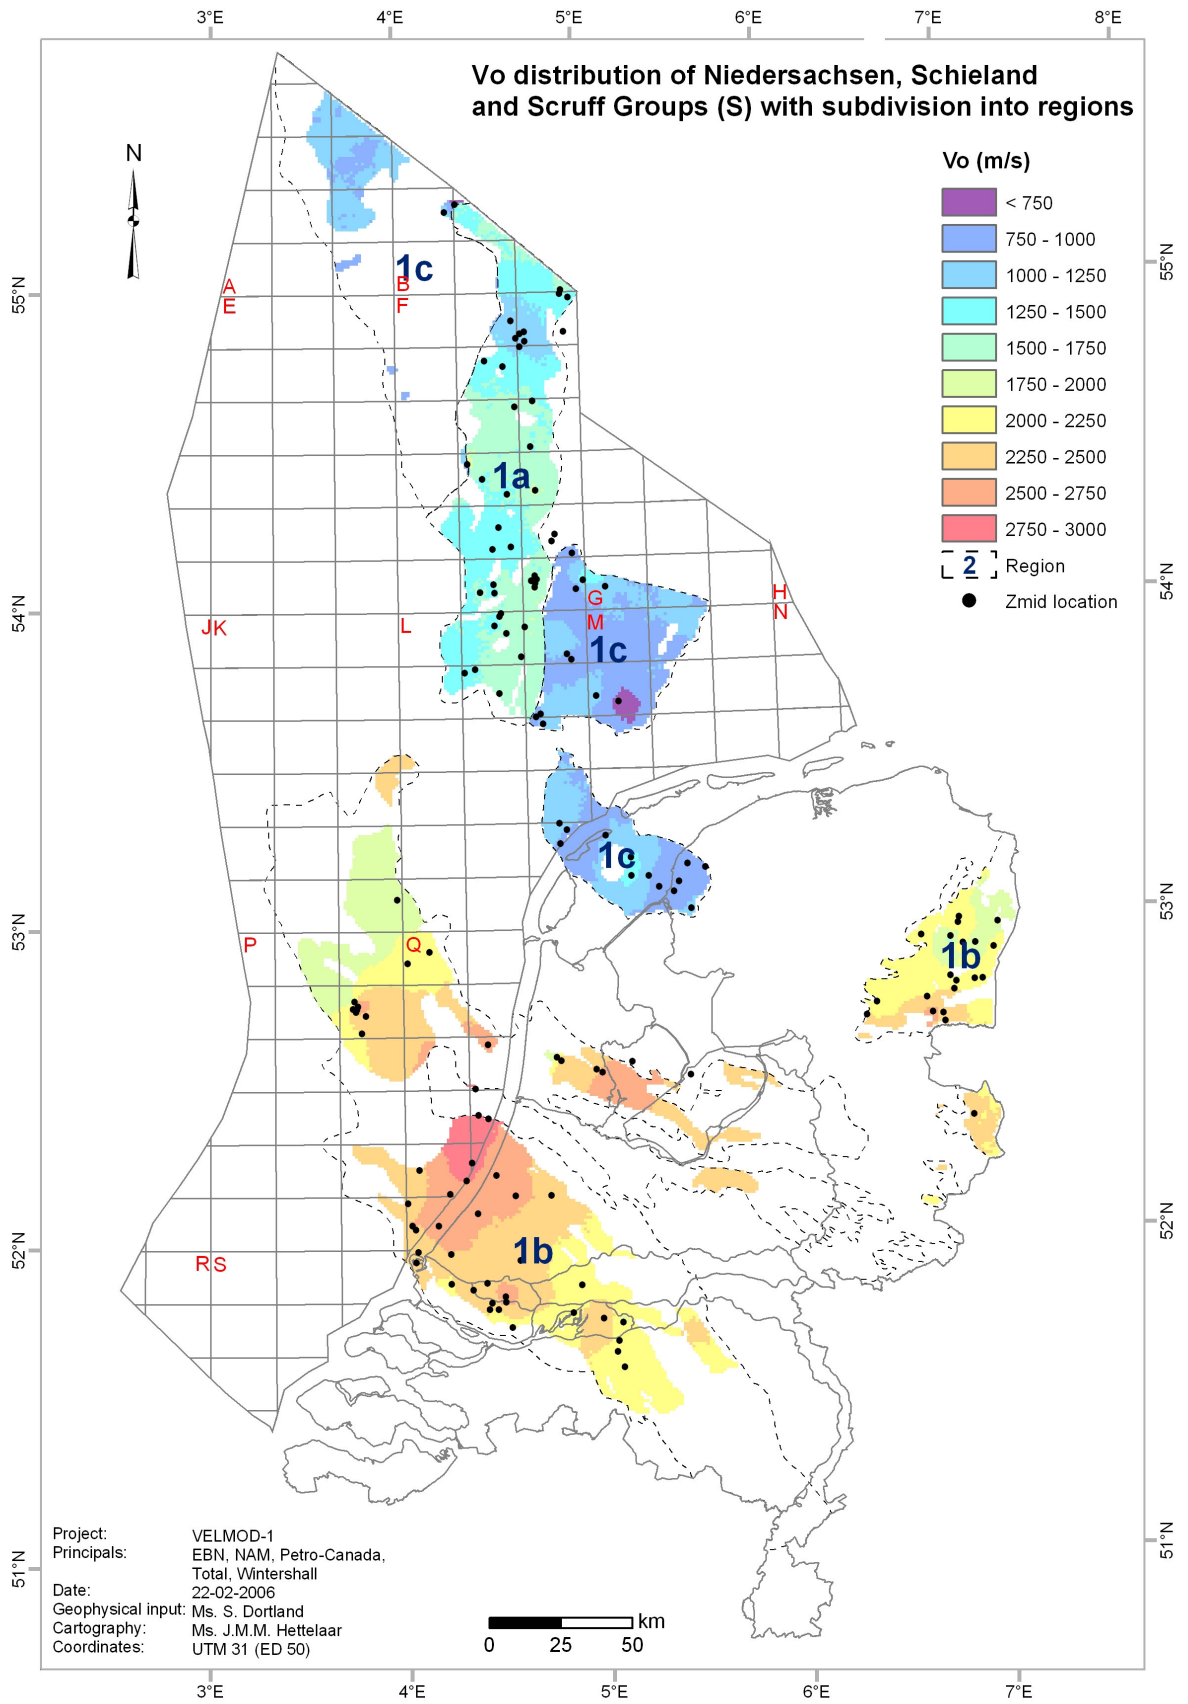 3°E 4°E 5°E 6°E 7°E 8°E
Vo distribution of Niedersachsen, Schieland
and Scruff Groups (S) with subdivision into regions
N
Vo (m/s)
< 750
750 - 1000
1000 - 1250
1250 - 1500
1500 - 1750
1750 - 2000
2000 - 2250
2250 - 2500
2500 - 2750
2750 - 3000
2 Region
Zmid location
55°N
55°N
1c
A
B
E
F
1a
54°N
54°N
G
H
J K
L
M
N
1c
1c
53°N
53°N
P
Q
1b
52°N
52°N
R S
1b
51°N
51°N
Project: VELMOD-1
Principals: EBN, NAM, Petro-Canada,
Total, Wintershall
Date: 22-02-2006
Geophysical input: Ms. S. Dortland
Cartography: Ms. J.M.M. Hettelaar
Coordinates: UTM 31 (ED 50)
km
0 25 50
3°E 4°E 5°E 6°E 7°E